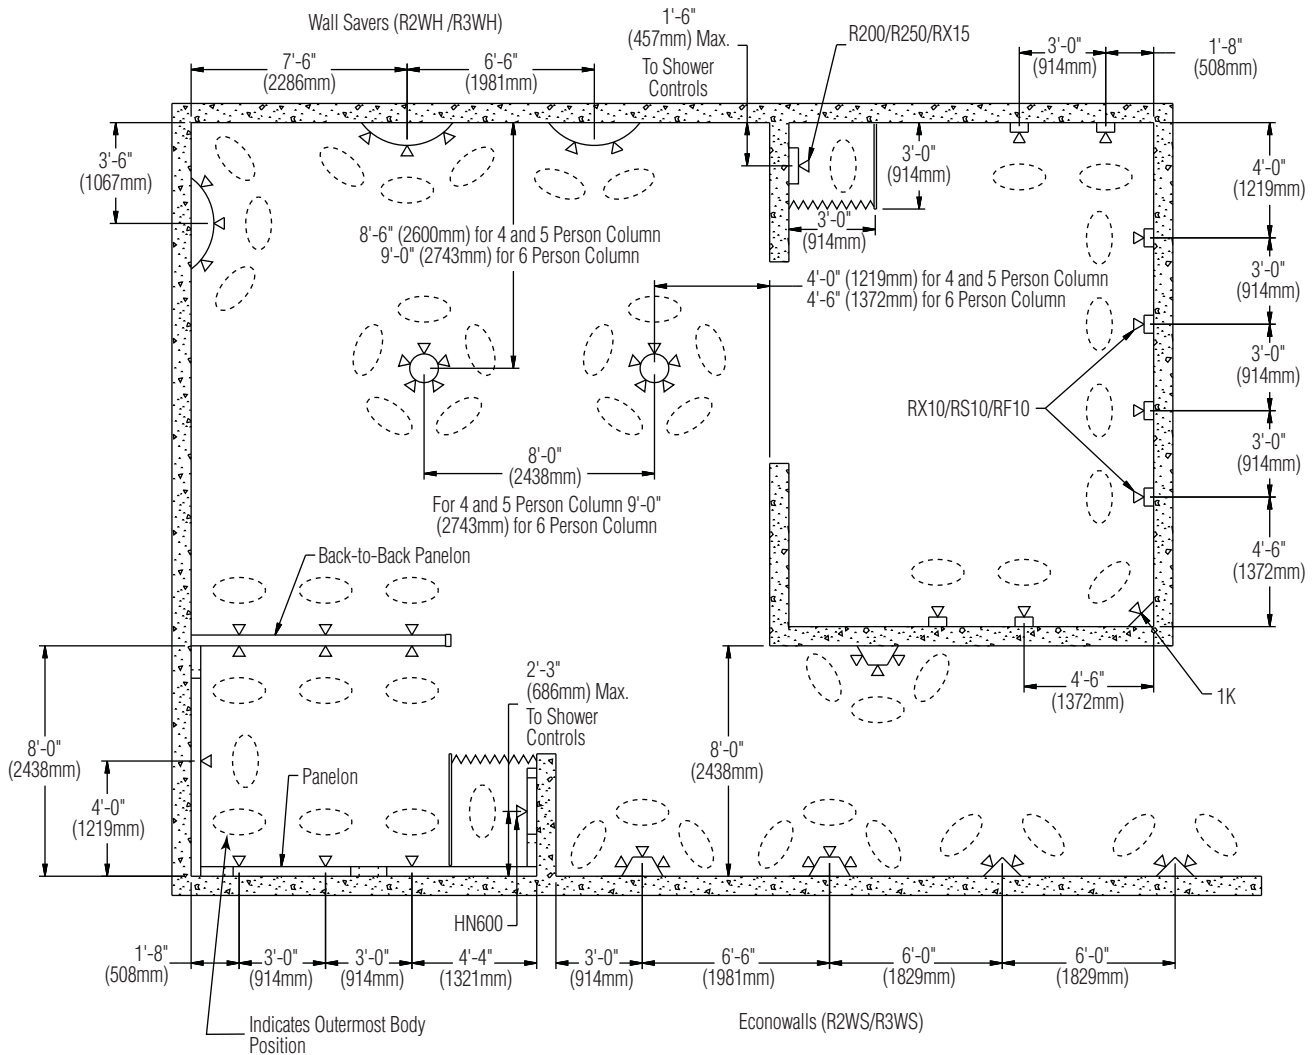 Wall Savers (R2WH /R3WH)
1'-6"
(457mm) Max.
To Shower
Controls
R200/R250/RX15
3'-0"
(914mm)
1'-8"
(508mm)
7'-6"
(2286mm)
6'-6"
(1981mm)
3'-6"
(1067mm)
3'-0"
(914mm)
4'-0"
(1219mm)
3'-0"
(914mm)
8'-6" (2600mm) for 4 and 5 Person Column
9'-0" (2743mm) for 6 Person Column
4'-0" (1219mm) for 4 and 5 Person Column
4'-6" (1372mm) for 6 Person Column
3'-0"
(914mm)
3'-0"
(914mm)
RX10/RS10/RF10
3'-0"
(914mm)
8'-0"
(2438mm)
For 4 and 5 Person Column 9'-0"
(2743mm) for 6 Person Column
Back-to-Back Panelon
4'-6"
(1372mm)
2'-3"
(686mm) Max.
To Shower
Controls
4'-6"
(1372mm)
1K
8'-0"
(2438mm)
8'-0"
(2438mm)
Panelon
4'-0"
(1219mm)
HN600
1'-8"
(508mm)
3'-0"
(914mm)
3'-0"
(914mm)
4'-4"
(1321mm)
3'-0"
(914mm)
6'-6"
(1981mm)
6'-0"
(1829mm)
6'-0"
(1829mm)
Indicates Outermost Body
Position
Econowalls (R2WS/R3WS)